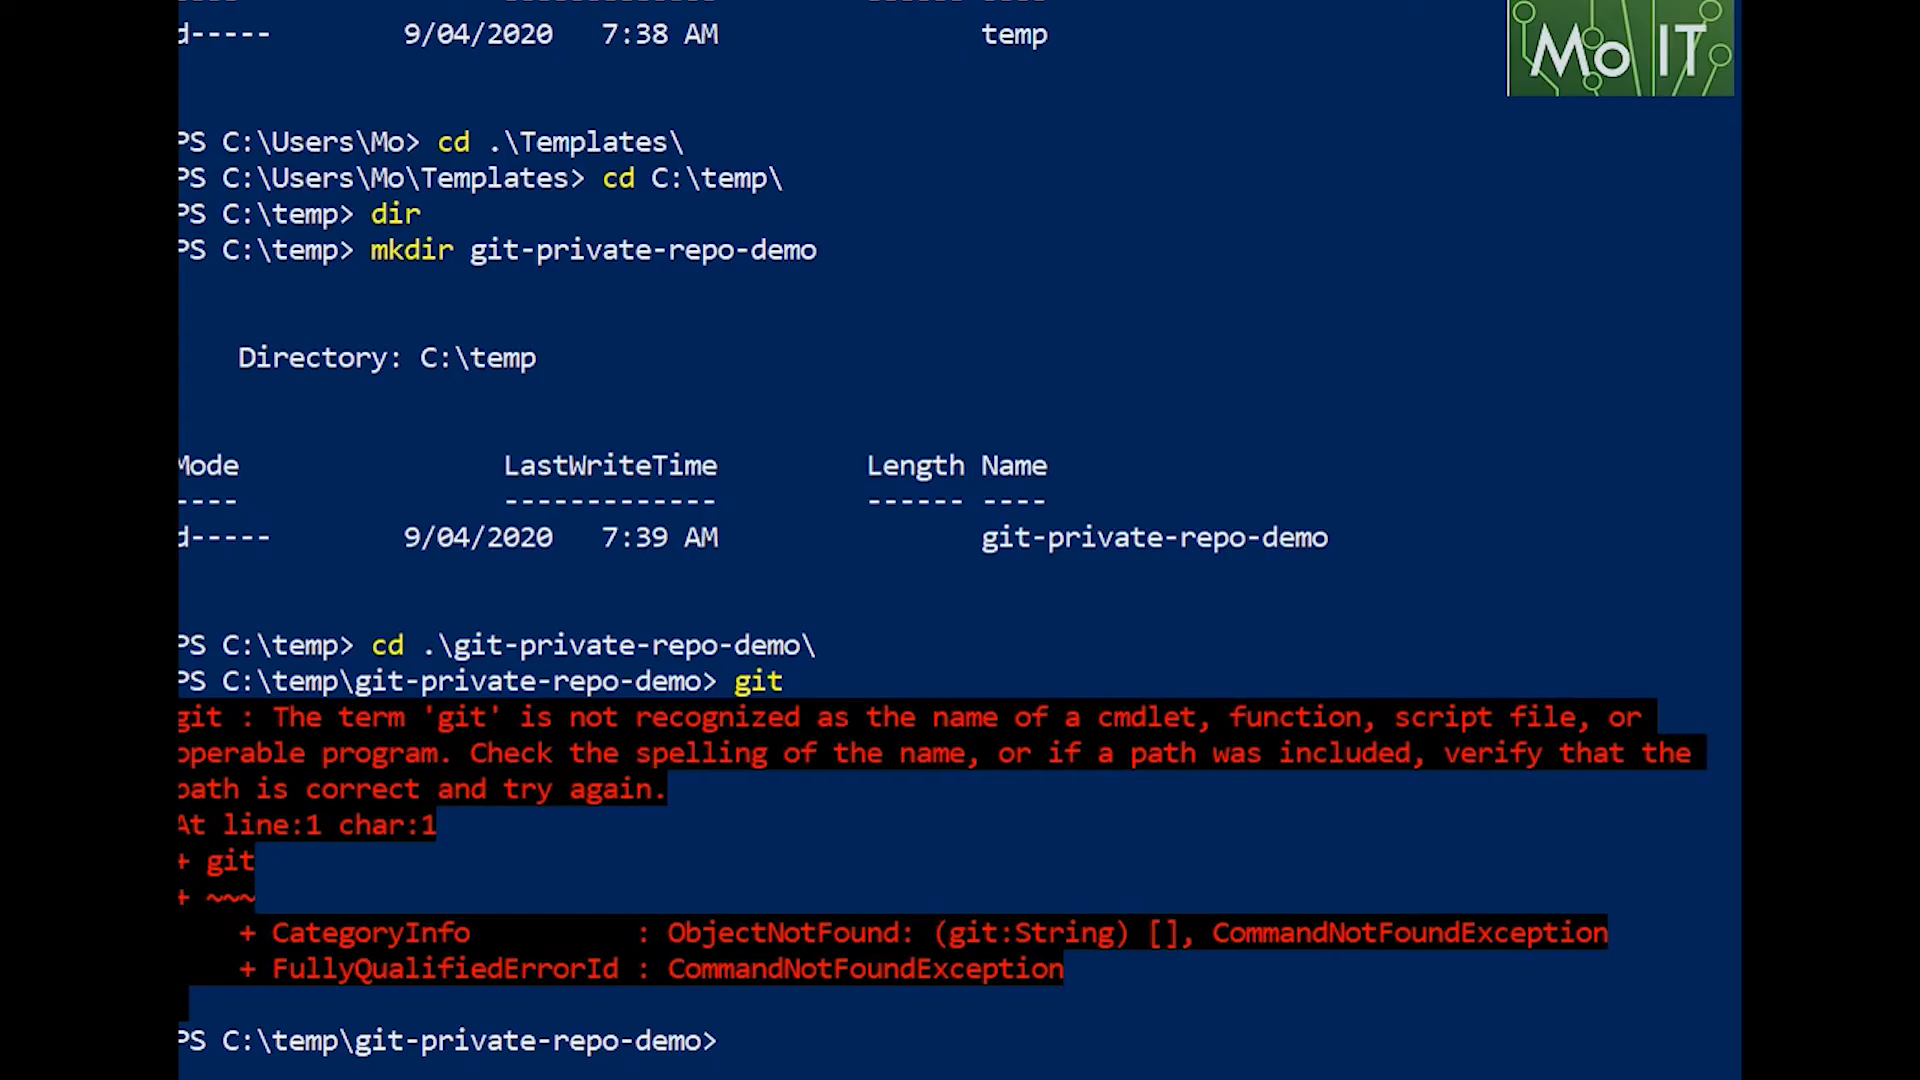 d----- 9/04/2020 7:38 AM temp
Mo IT
PS C:\Users\Mo> cd .\Templates\
PS C:\Users\Mo\Templates> cd C:\temp\
PS C:\temp> dir
PS C:\temp> mkdir git-private-repo-demo
Directory: C:\temp
Mode LastWriteTime Length Name
---- ------------- ------ ----
d----- 9/04/2020 7:39 AM git-private-repo-demo
PS C:\temp> cd .\git-private-repo-demo\
PS C:\temp\git-private-repo-demo> git
git : The term 'git' is not recognized as the name of a cmdlet, function, script file, or
operable program. Check the spelling of the name, or if a path was included, verify that the
path is correct and try again.
At line:1 char:1
+ git
+ ~~~
+ CategoryInfo : ObjectNotFound: (git:String) [], CommandNotFoundException
+ FullyQualifiedErrorId : CommandNotFoundException
PS C:\temp\git-private-repo-demo>